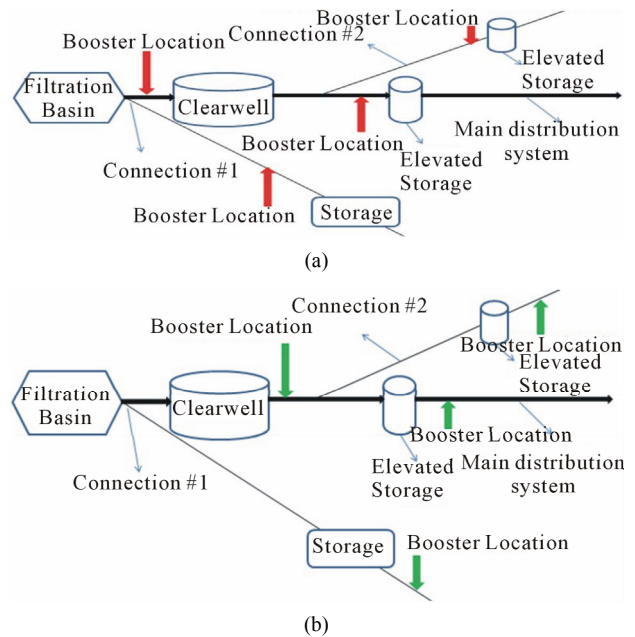 Booster Location
Connection #2
Booster Location
Filtration
Basin
Clearwell
Elevated
Storage
Booster Location
Main distribution
system
Connection #1
Elevated
Storage
Booster Location
Storage
(a)
Booster Location
Connection #2
Booster Location
Elevated
Storage
Filtration
Basin
Clearwell
Booster Location
Connection #1
Elevated
Storage
Main distribution
system
Storage
Booster Location
(b)